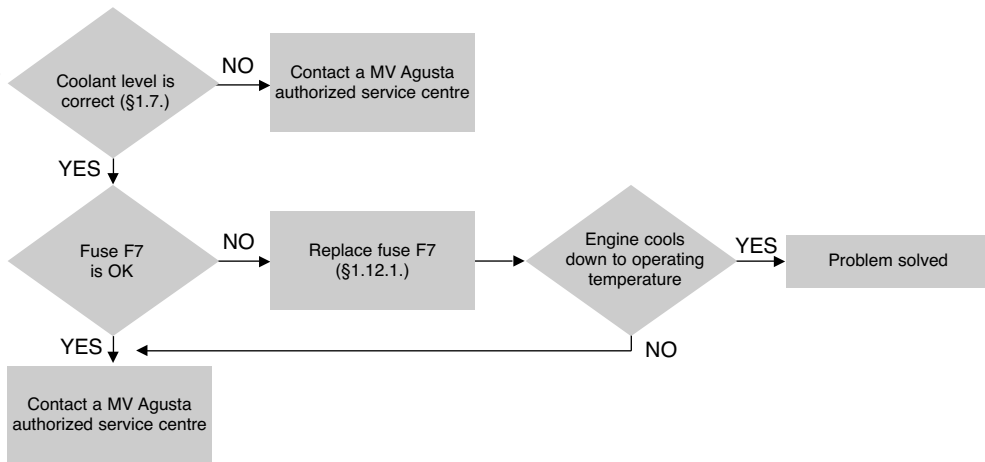 Coolant level is
correct (§1.7.)
NO
Contact a MV Agusta
authorized service centre
YES
Fuse F7
is OK
NO
Replace fuse F7
(§1.12.1.)
Engine cools
down to operating
temperature
YES
Problem solved
YES
NO
Contact a MV Agusta
authorized service centre